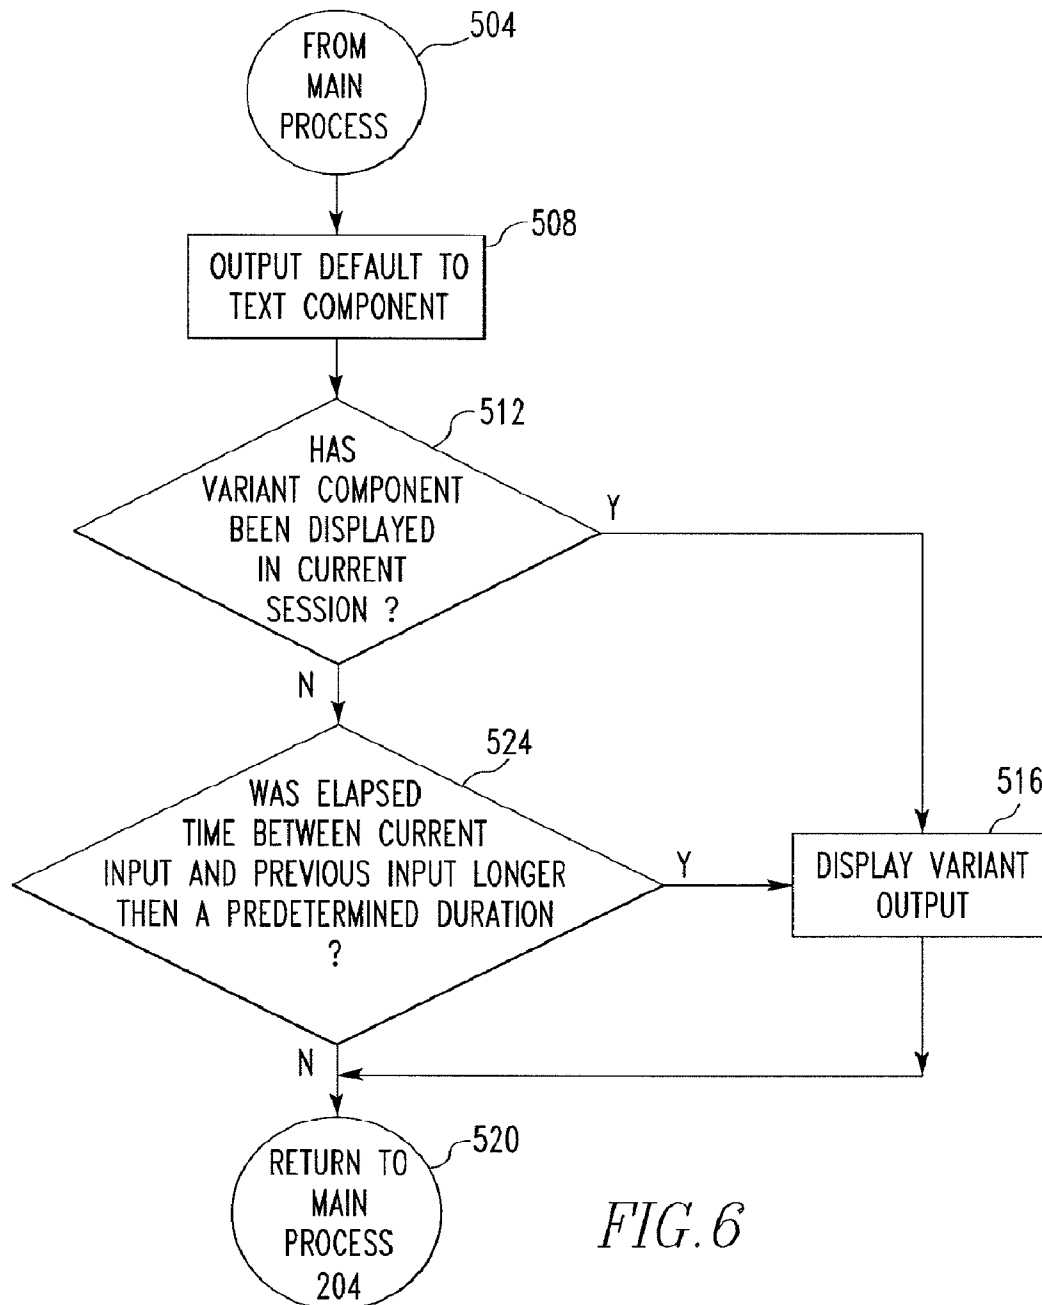 504
FROM
MAIN
PROCESS
508
OUTPUT DEFAULT TO
TEXT COMPONENT
512
HAS
VARIANT COMPONENT
BEEN DISPLAYED
IN CURRENT
SESSION ?
Y
N
524
WAS ELAPSED
TIME BETWEEN CURRENT
INPUT AND PREVIOUS INPUT LONGER
THEN A PREDETERMINED DURATION
?
Y
516
DISPLAY VARIANT
OUTPUT
N
520
RETURN TO
MAIN
PROCESS
204
FIG.6